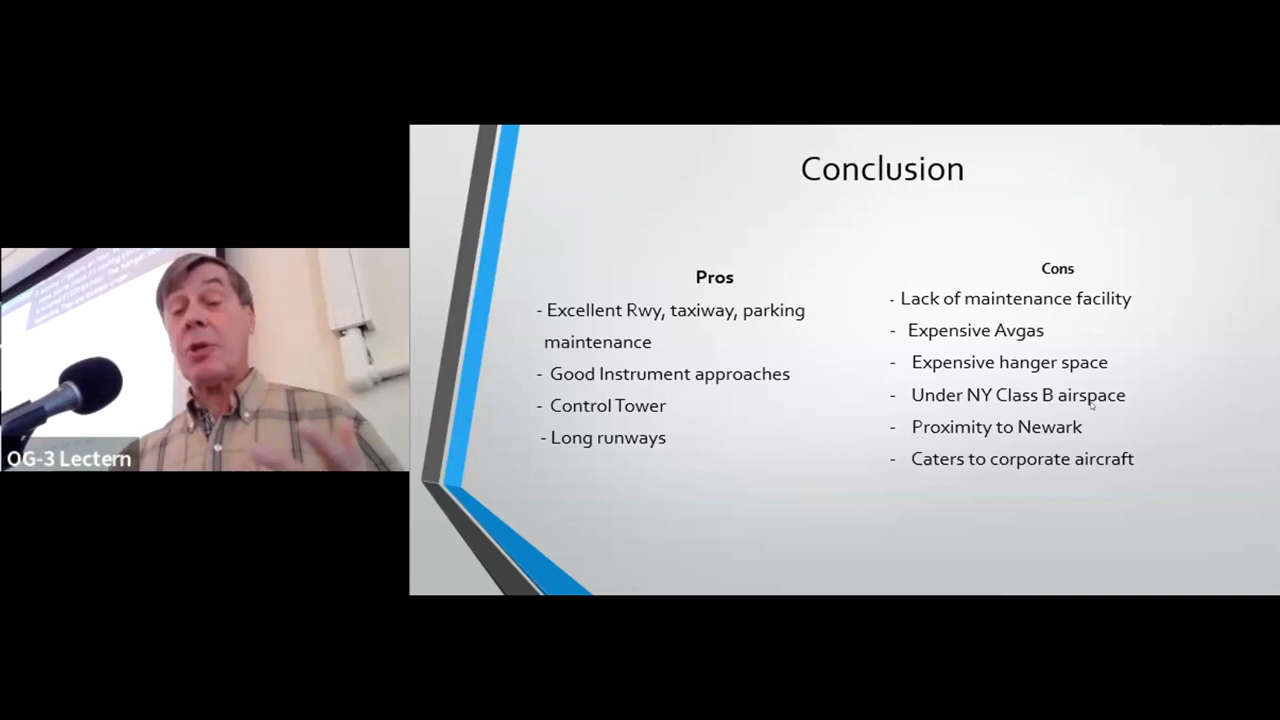 Conclusion
Pros
- Excellent Rwy, taxiway, parking
maintenance
- Good Instrument approaches
- Control Tower
- Long runways
Cons
- Lack of maintenance facility
- Expensive Avgas
- Expensive hanger space
- Under NY Class B airspace
- Proximity to Newark
- Caters to corporate aircraft
OG-3 Lectern